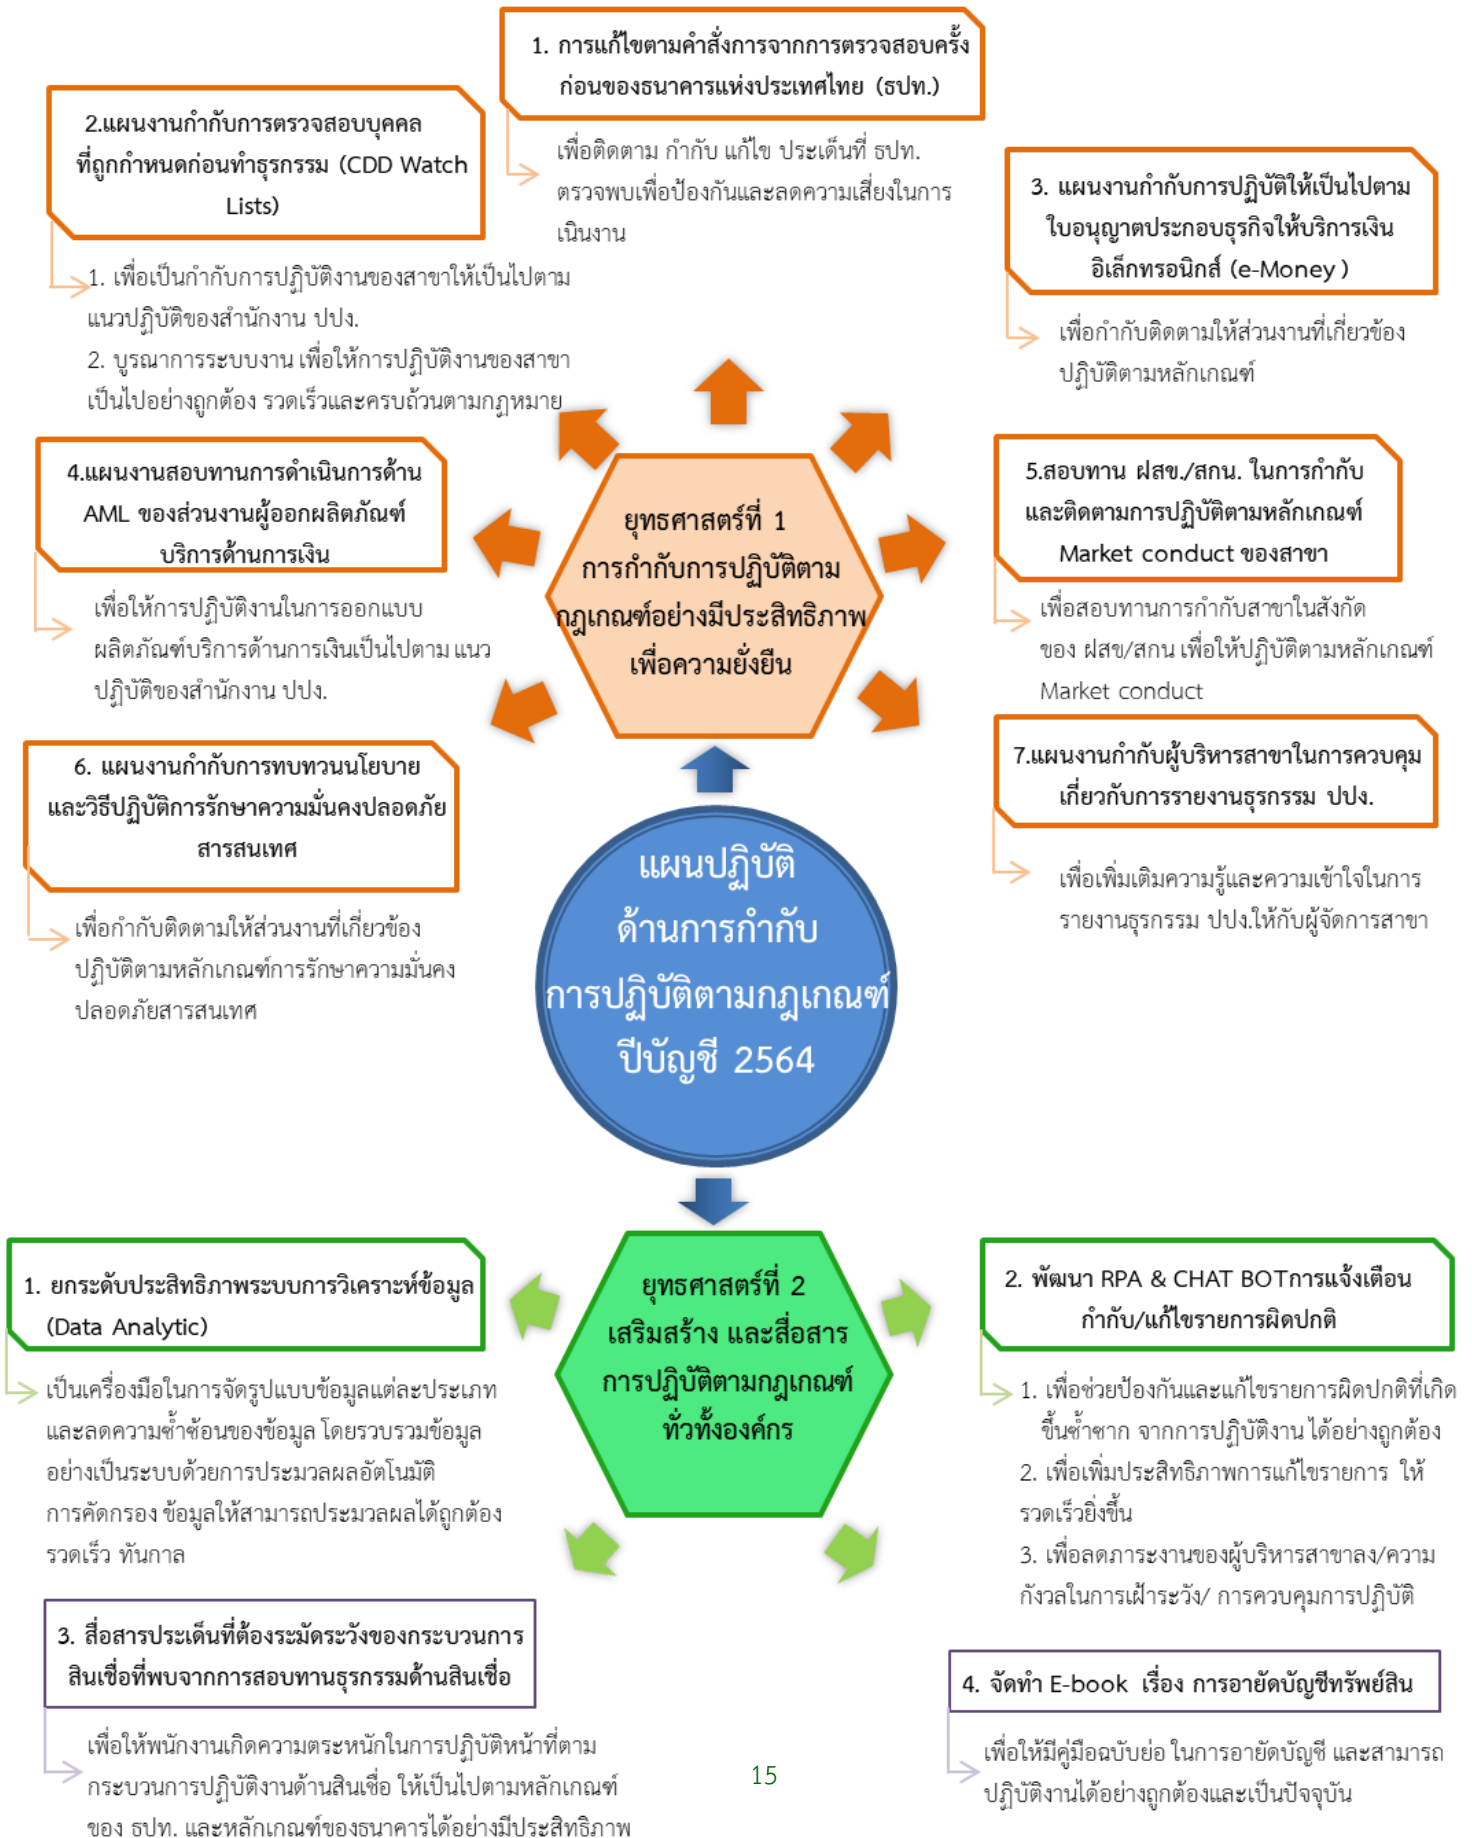 1. การแก้ไขตามคำสั่งการจากการตรวจสอบครั้ง
ก่อนของธนาคารแห่งประเทศไทย (ธปท.)
เพื่อติดตาม กำกับ แก้ไข ประเด็นที่ ธปท.
ตรวจพบเพื่อป้องกันและลดความเสี่ยงในการ
เนินงาน
2.แผนงานกำกับการตรวจสอบบุคคล
ที่ถูกกำหนดก่อนทำธุรกรรม (CDD Watch
Lists)
1. เพื่อเป็นกำกับการปฏิบัติงานของสาขาให้เป็นไปตาม
แนวปฏิบัติของสำนักงาน ปปง.
2. บูรณาการระบบงาน เพื่อให้การปฏิบัติงานของสาขา
เป็นไปอย่างถูกต้อง รวดเร็วและครบถ้วนตามกฎหมาย
3. แผนงานกำกับการปฏิบัติให้เป็นไปตาม
ใบอนุญาตประกอบธุรกิจให้บริการเงิน
อิเล็กทรอนิกส์ (e-Money )
เพื่อกำกับติดตามให้ส่วนงานที่เกี่ยวข้อง
ปฏิบัติตามหลักเกณฑ์
4.แผนงานสอบทานการดำเนินการด้าน
AML ของส่วนงานผู้ออกผลิตภัณฑ์
บริการด้านการเงิน
เพื่อให้การปฏิบัติงานในการออกแบบ
ผลิตภัณฑ์บริการด้านการเงินเป็นไปตาม แนว
ปฏิบัติของสำนักงาน ปปง.
ยุทธศาสตร์ที่ 1
การกำกับการปฏิบัติตาม
กฎเกณฑ์อย่างมีประสิทธิภาพ
เพื่อความยั่งยืน
5.สอบทาน ฝสข./สกน. ในการกำกับ
และติดตามการปฏิบัติตามหลักเกณฑ์
Market conduct ของสาขา
เพื่อสอบทานการกำกับสาขาในสังกัด
ของ ฝสข/สกน เพื่อให้ปฏิบัติตามหลักเกณฑ์
Market conduct
6. แผนงานกำกับการทบทวนนโยบาย
และวิธีปฏิบัติการรักษาความมั่นคงปลอดภัย
สารสนเทศ
เพื่อกำกับติดตามให้ส่วนงานที่เกี่ยวข้อง
ปฏิบัติตามหลักเกณฑ์การรักษาความมั่นคง
ปลอดภัยสารสนเทศ
7.แผนงานกำกับผู้บริหารสาขาในการควบคุม
เกี่ยวกับการรายงานธุรกรรม ปปง.
เพื่อเพิ่มเติมความรู้และความเข้าใจในการ
รายงานธุรกรรม ปปง.ให้กับผู้จัดการสาขา
แผนปฏิบัติ
ด้านการกำกับ
การปฏิบัติตามกฎเกณฑ์
ปีบัญชี 2564
ยุทธศาสตร์ที่ 2
เสริมสร้าง และสื่อสาร
การปฏิบัติตามกฎเกณฑ์
ทั่วทั้งองค์กร
1. ยกระดับประสิทธิภาพระบบการวิเคราะห์ข้อมูล
(Data Analytic)
เป็นเครื่องมือในการจัดรูปแบบข้อมูลแต่ละประเภท
และลดความซ้ำซ้อนของข้อมูล โดยรวบรวมข้อมูล
อย่างเป็นระบบด้วยการประมวลผลอัตโนมัติ
การคัดกรอง ข้อมูลให้สามารถประมวลผลได้ถูกต้อง
รวดเร็ว ทันกาล
2. พัฒนา RPA & CHAT BOTการแจ้งเตือน
กำกับ/แก้ไขรายการผิดปกติ
1. เพื่อช่วยป้องกันและแก้ไขรายการผิดปกติที่เกิด
ขึ้นซ้ำซาก จากการปฏิบัติงาน ได้อย่างถูกต้อง
2. เพื่อเพิ่มประสิทธิภาพการแก้ไขรายการ ให้
รวดเร็วยิ่งขึ้น
3. เพื่อลดภาระงานของผู้บริหารสาขาลง/ความ
กังวลในการเฝ้าระวัง/ การควบคุมการปฏิบัติ
3. สื่อสารประเด็นที่ต้องระมัดระวังของกระบวนการ
สินเชื่อที่พบจากการสอบทานธุรกรรมด้านสินเชื่อ
เพื่อให้พนักงานเกิดความตระหนักในการปฏิบัติหน้าที่ตาม
กระบวนการปฏิบัติงานด้านสินเชื่อ ให้เป็นไปตามหลักเกณฑ์
ของ ธปท. และหลักเกณฑ์ของธนาคารได้อย่างมีประสิทธิภาพ
4. จัดทำ E-book เรื่อง การอายัดบัญชีทรัพย์สิน
เพื่อให้มีคู่มือฉบับย่อ ในการอายัดบัญชี และสามารถ
ปฏิบัติงานได้อย่างถูกต้องและเป็นปัจจุบัน
15